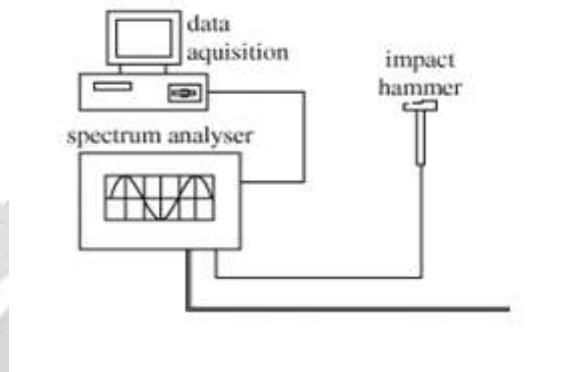 data
aquisition
impact
hammer
spectrum analyser